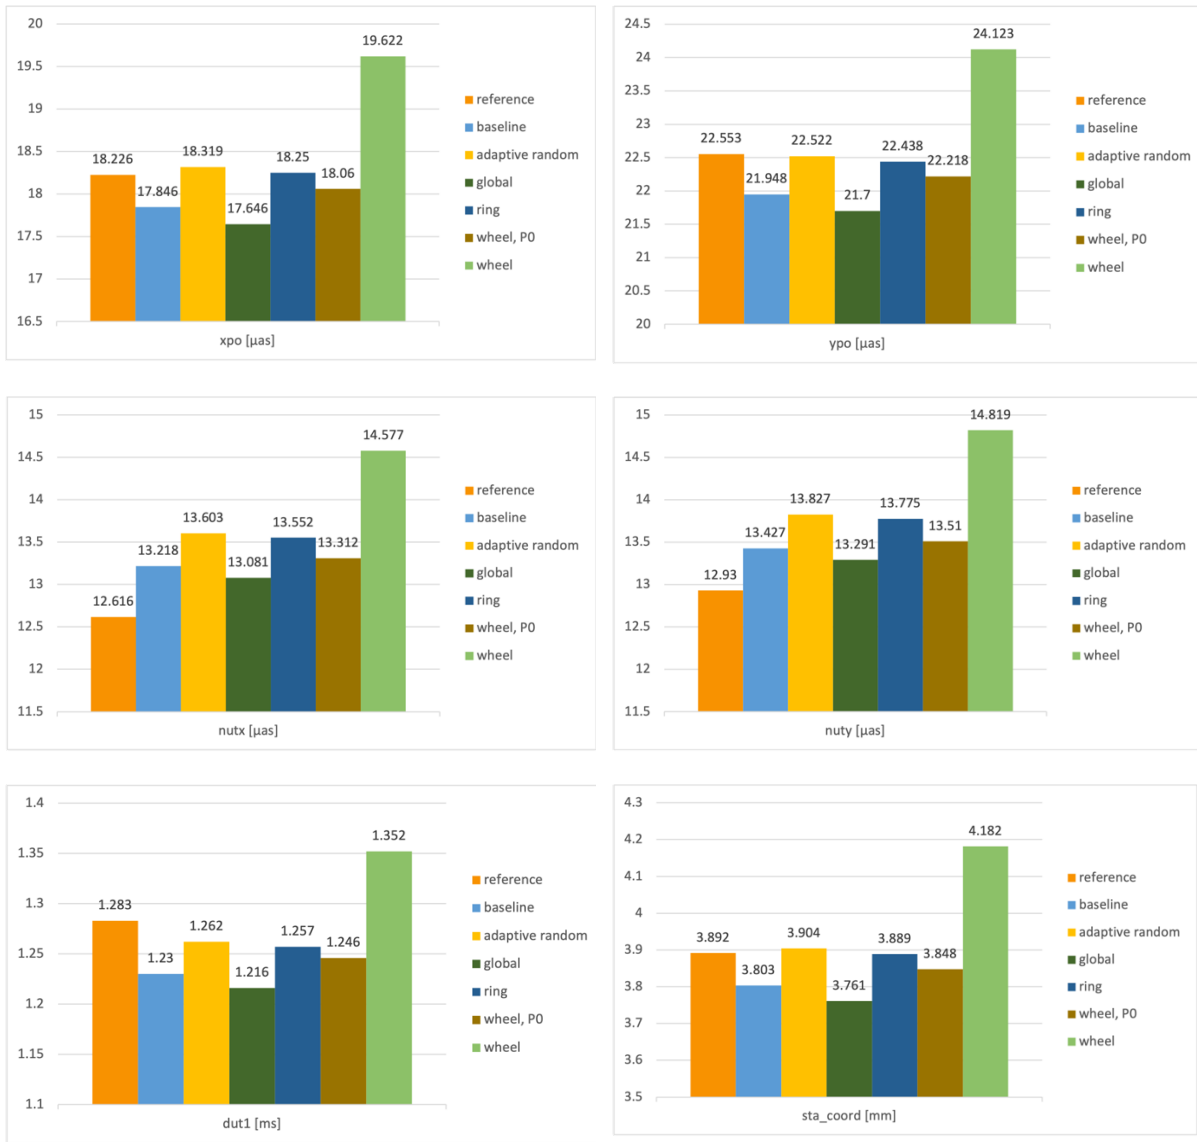 20
19.5
19
18.5
18
17.5
17
16.5
18.226
17.846
18.319
17.646
18.25
18.06
19.622
xpo [μas]
reference
baseline
adaptive random
global
ring
wheel, P0
wheel
24.5
24
23.5
23
22.5
22
21.5
21
20.5
20
22.553
21.948
22.522
21.7
22.438
22.218
24.123
ypo [μas]
reference
baseline
adaptive random
global
ring
wheel, P0
wheel
15
14.5
14
13.5
13
12.5
12
11.5
12.616
13.218
13.603
13.081
13.552
13.312
14.577
nutx [μas]
reference
baseline
adaptive random
global
ring
wheel, P0
wheel
15
14.5
14
13.5
13
12.5
12
11.5
12.93
13.427
13.827
13.291
13.775
13.51
14.819
nuty [μas]
reference
baseline
adaptive random
global
ring
wheel, P0
wheel
1.4
1.35
1.3
1.25
1.2
1.15
1.1
1.283
1.23
1.262
1.216
1.257
1.246
1.352
dut1 [ms]
reference
baseline
adaptive random
global
ring
wheel, P0
wheel
4.3
4.2
4.1
4
3.9
3.8
3.7
3.6
3.5
3.892
3.803
3.904
3.761
3.889
3.848
4.182
sta_coord [mm]
reference
baseline
adaptive random
global
ring
wheel, P0
wheel